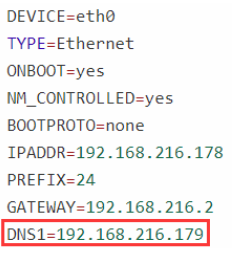 DEVICE=eth0
TYPE=Ethernet
ONBOOT=yes
NM_CONTROLLED=yes
BOOTPROTO=none
IPADDR=192.168.216.178
PREFIX=24
GATEWAY=192.168.216.2
DNS1=192.168.216.179